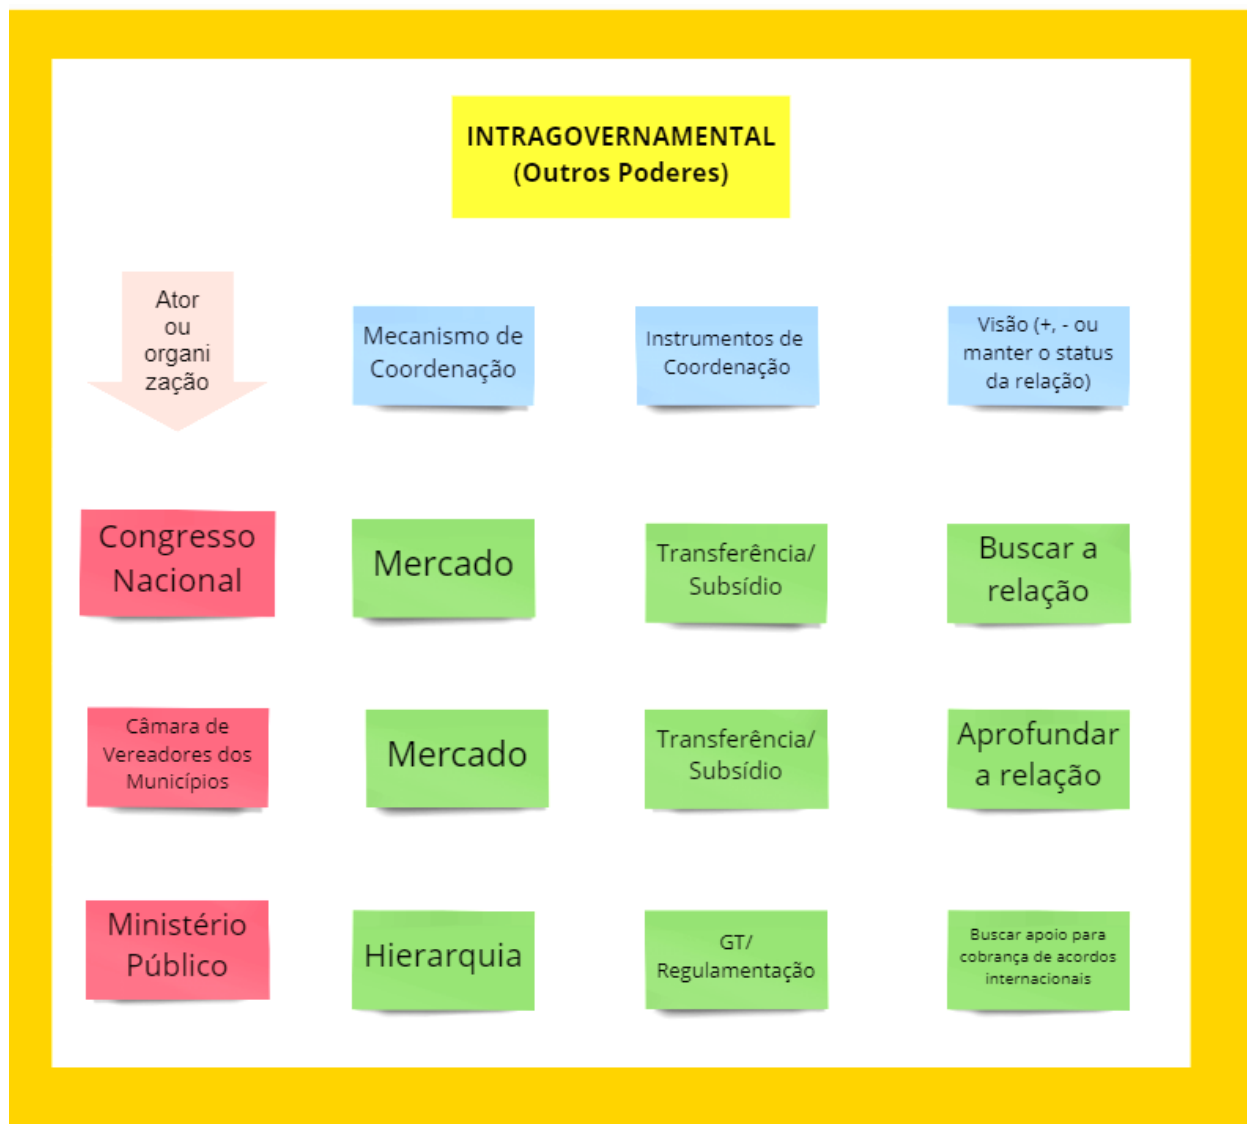 INTRAGOVERNAMENTAL
(Outros Poderes)
Ator
ou
organi
zação
Mecanismo de
Coordenação
Instrumentos de
Coordenação
Visão (+, - ou
manter o status
da relação)
Congresso
Nacional
Mercado
Transferência/
Subsídio
Buscar a
relação
Câmara de
Vereadores dos
Municípios
Mercado
Transferência/
Subsídio
Aprofundar
a relação
Ministério
Público
Hierarquia
GT/
Regulamentação
Buscar apoio para
cobrança de acordos
internacionais